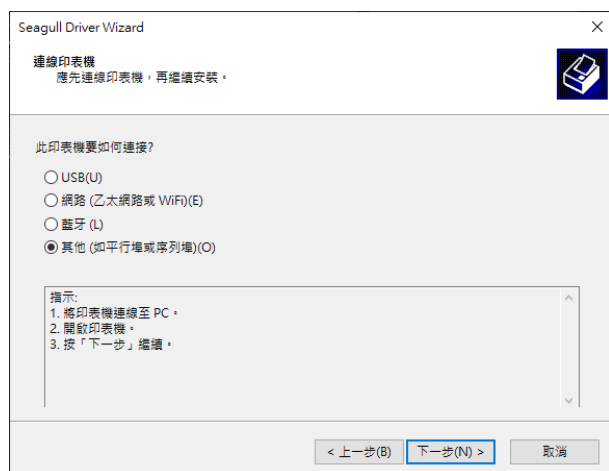 Seagull Driver Wizard
連線印表機
應先連線印表機，再繼續安裝。
此印表機要如何連接?
USB(U)
網路 (乙太網路或 WiFi)(E)
藍牙 (L)
其他 (如平行埠或序列埠)(O)
指示:
1. 將印表機連線至 PC。
2. 開啟印表機。
3. 按「下一步」繼續。
< 上一步(B) 下一步(N) > 取消